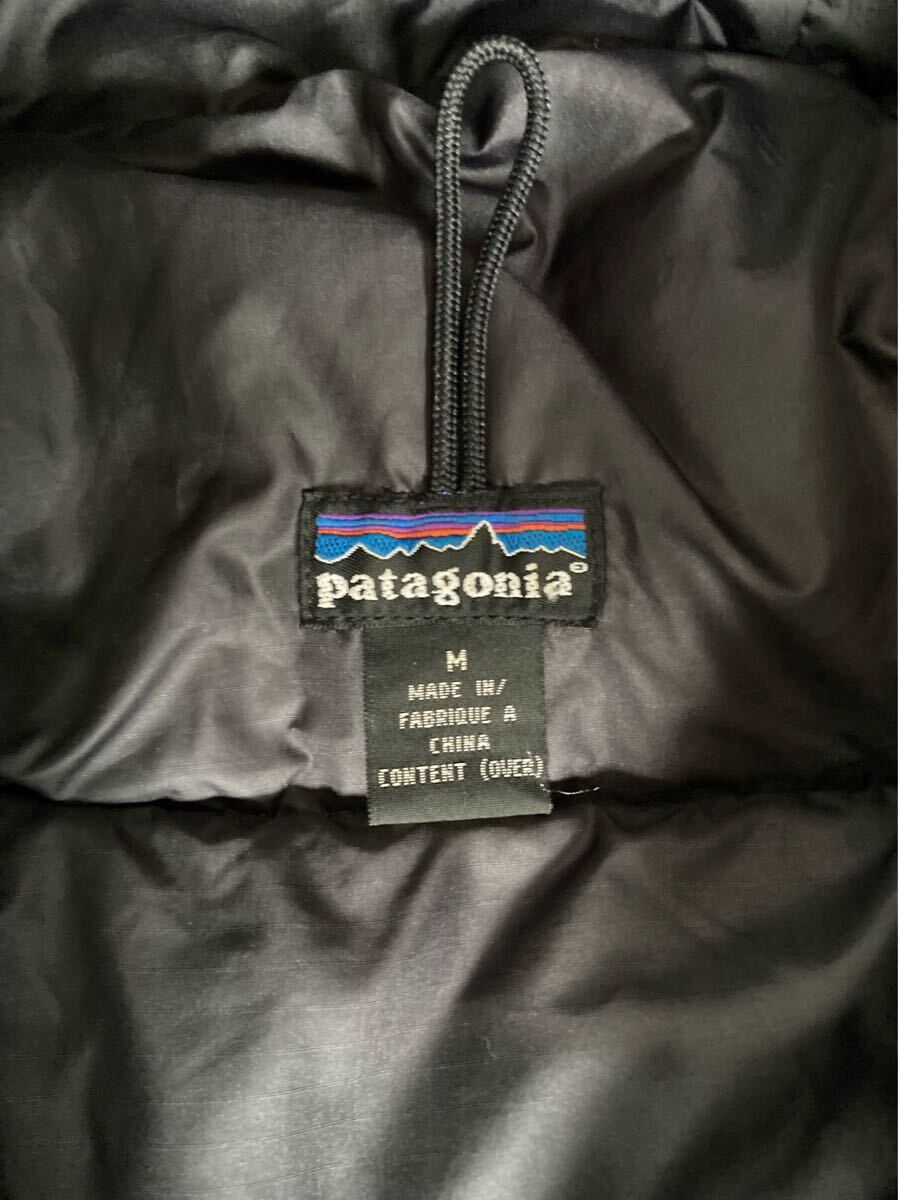 patagonia®
M
MADE IN/
FABRIQUE A
CHINA
CONTENT (OVER)